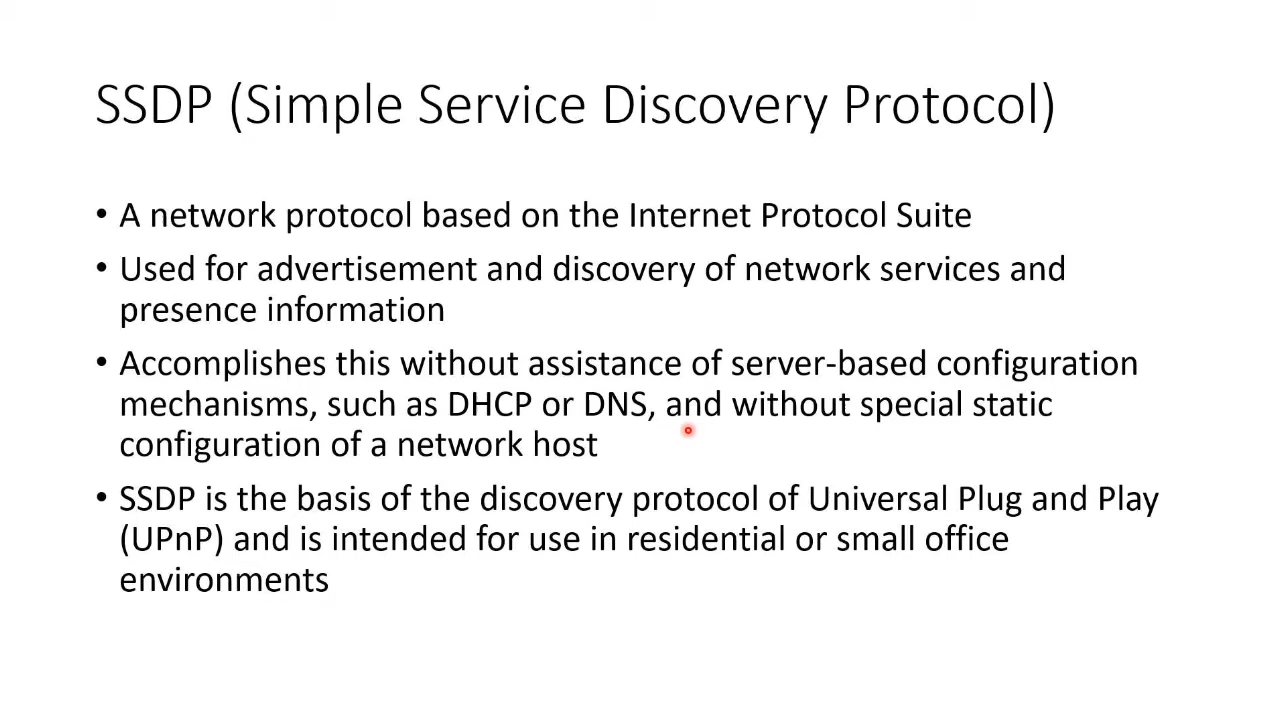 SSDP (Simple Service Discovery Protocol)
• A network protocol based on the Internet Protocol Suite
• Used for advertisement and discovery of network services and
presence information
• Accomplishes this without assistance of server-based configuration
mechanisms, such as DHCP or DNS, and without special static
configuration of a network host
• SSDP is the basis of the discovery protocol of Universal Plug and Play
(UPnP) and is intended for use in residential or small office
environments